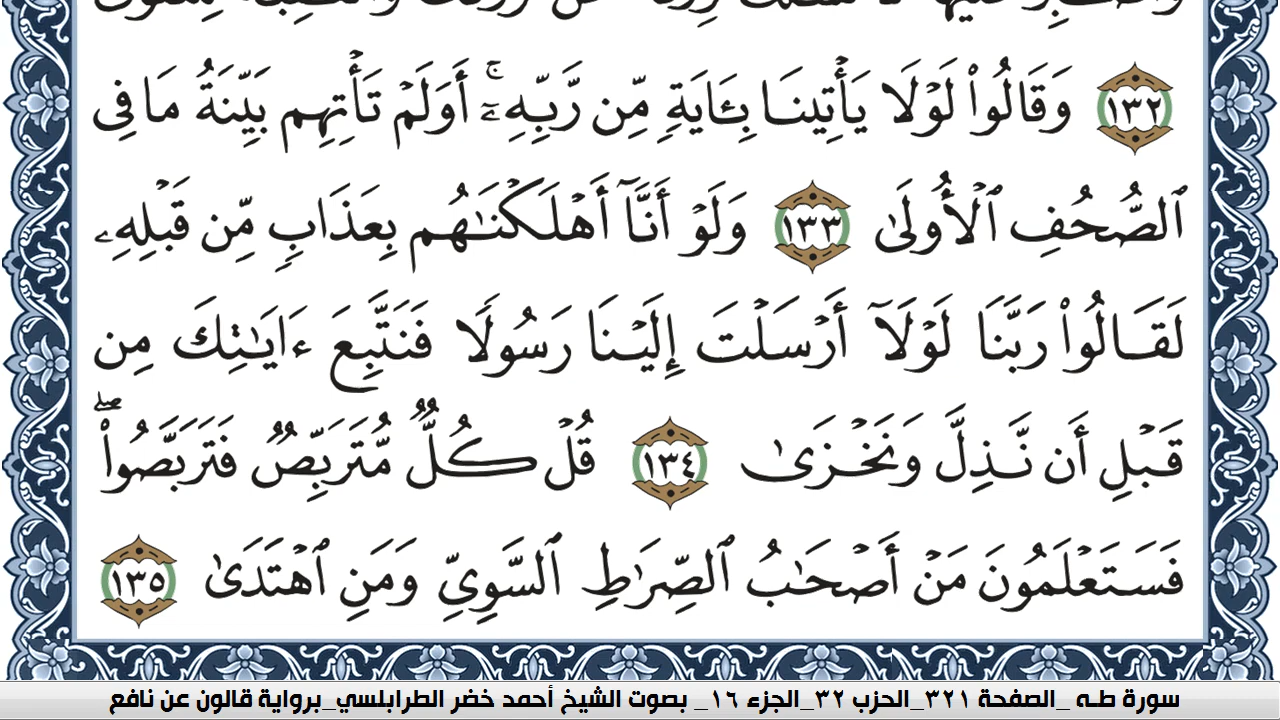 ١٣٢ وَقَالُوا۟ لَوْلَا يَأْتِينَا بِـَٔايَةٍ مِّن رَّبِّهِۦٓ ۚ أَوَلَمْ تَأْتِهِم بَيِّنَةُ مَا فِى
ٱلصُّحُفِ ٱلْأُولَىٰ ١٣٣ وَلَوْ أَنَّآ أَهْلَكْنَـٰهُم بِعَذَابٍ مِّن قَبْلِهِۦ
لَقَالُوا۟ رَبَّنَا لَوْلَآ أَرْسَلْتَ إِلَيْنَا رَسُولًا فَنَتَّبِعَ ءَايَـٰتِكَ مِن
قَبْلِ أَن نَّذِلَّ وَنَخْزَىٰ ١٣٤ قُلْ كُلٌّ مُّتَرَبِّصٌ فَتَرَبَّصُوا۟ ۖ
فَسَتَعْلَمُونَ مَنْ أَصْحَـٰبُ ٱلصِّرَٰطِ ٱلسَّوِىِّ وَمَنِ ٱهْتَدَىٰ ١٣٥
سورة طـه _الصفحة ٣٢١_الحزب ٣٢_الجزء ١٦_ بصوت الشيخ أحمد خضر الطرابلسي_برواية قالون عن نافع